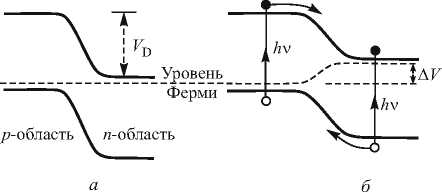 V_D
Уровень
Ферми
p-область n-область
а
hν
ΔV
hν
б